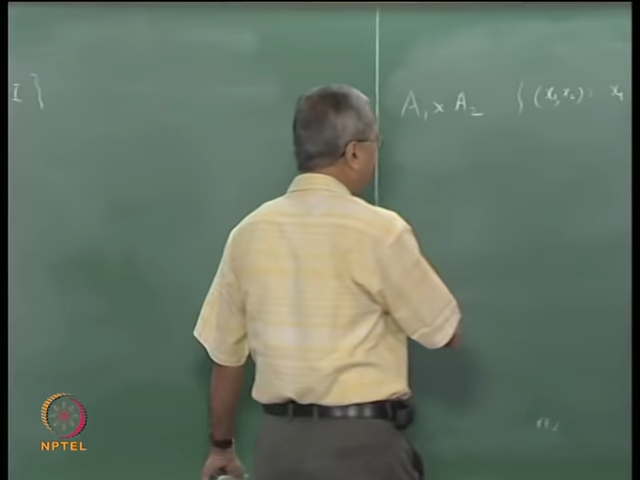 I }
A₁ × A₂ { (x₁, x₂) : x₁
NPTEL